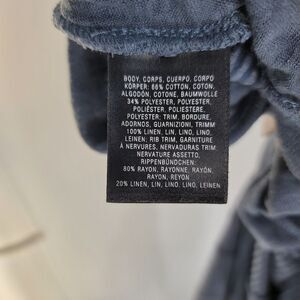 BODY, CORPS, CUERPO, CORPO
KÖRPER: 66% COTTON, COTON,
ALGODÓN, COTONE, BAUMWOLLE
34% POLYESTER, POLYESTER,
POLIÉSTER, POLIESTERE,
POLYESTER; TRIM, BORDURE,
ADORNOS, GUARNIZIONI, TRIMM
100% LINEN, LIN, LINO, LINO,
LEINEN; RIB TRIM, GARNITURE
À NERVURES, NERVADURAS TRIM
NERVATURE ASSETTO,
RIPPENBÜNDCHEN:
80% RAYON, RAYONNE, RAYÓN,
RAYON, REYON
20% LINEN, LIN, LINO, LINO, LEINEN